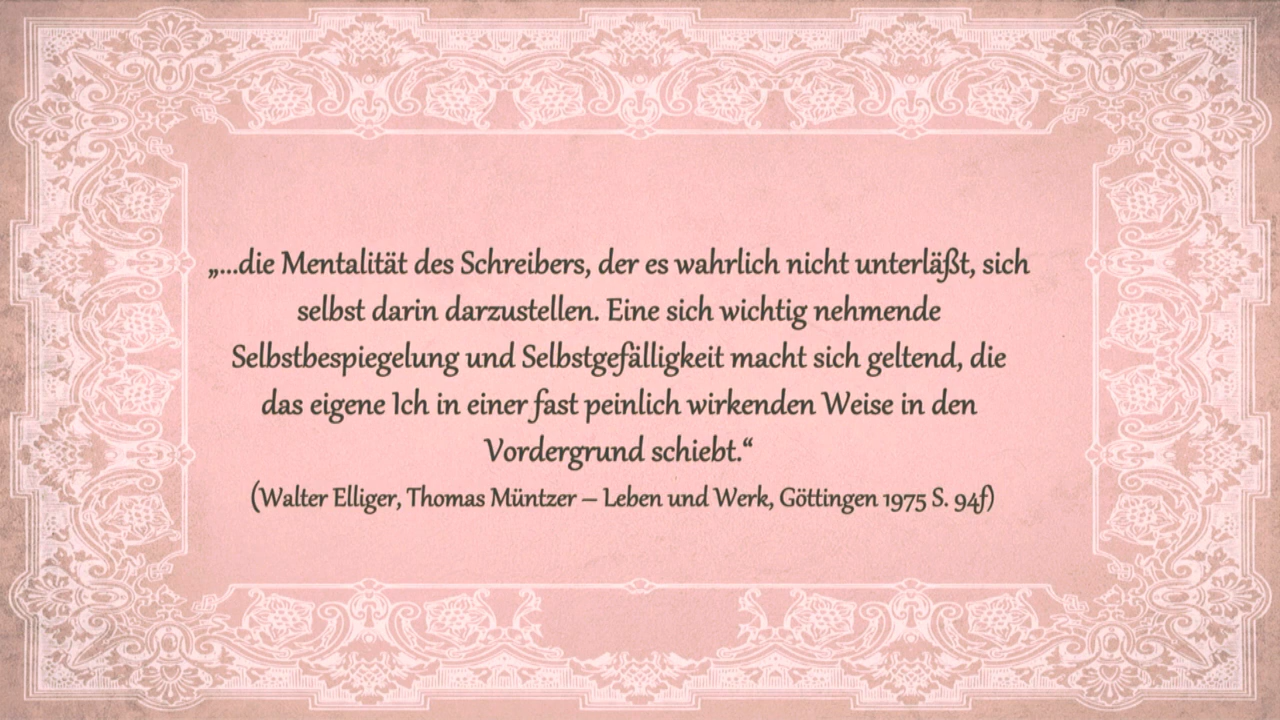 „...die Mentalität des Schreibers, der es wahrlich nicht unterläßt, sich
selbst darin darzustellen. Eine sich wichtig nehmende
Selbstbespiegelung und Selbstgefälligkeit macht sich geltend, die
das eigene Ich in einer fast peinlich wirkenden Weise in den
Vordergrund schiebt.“
(Walter Elliger, Thomas Müntzer – Leben und Werk, Göttingen 1975 S. 94f)